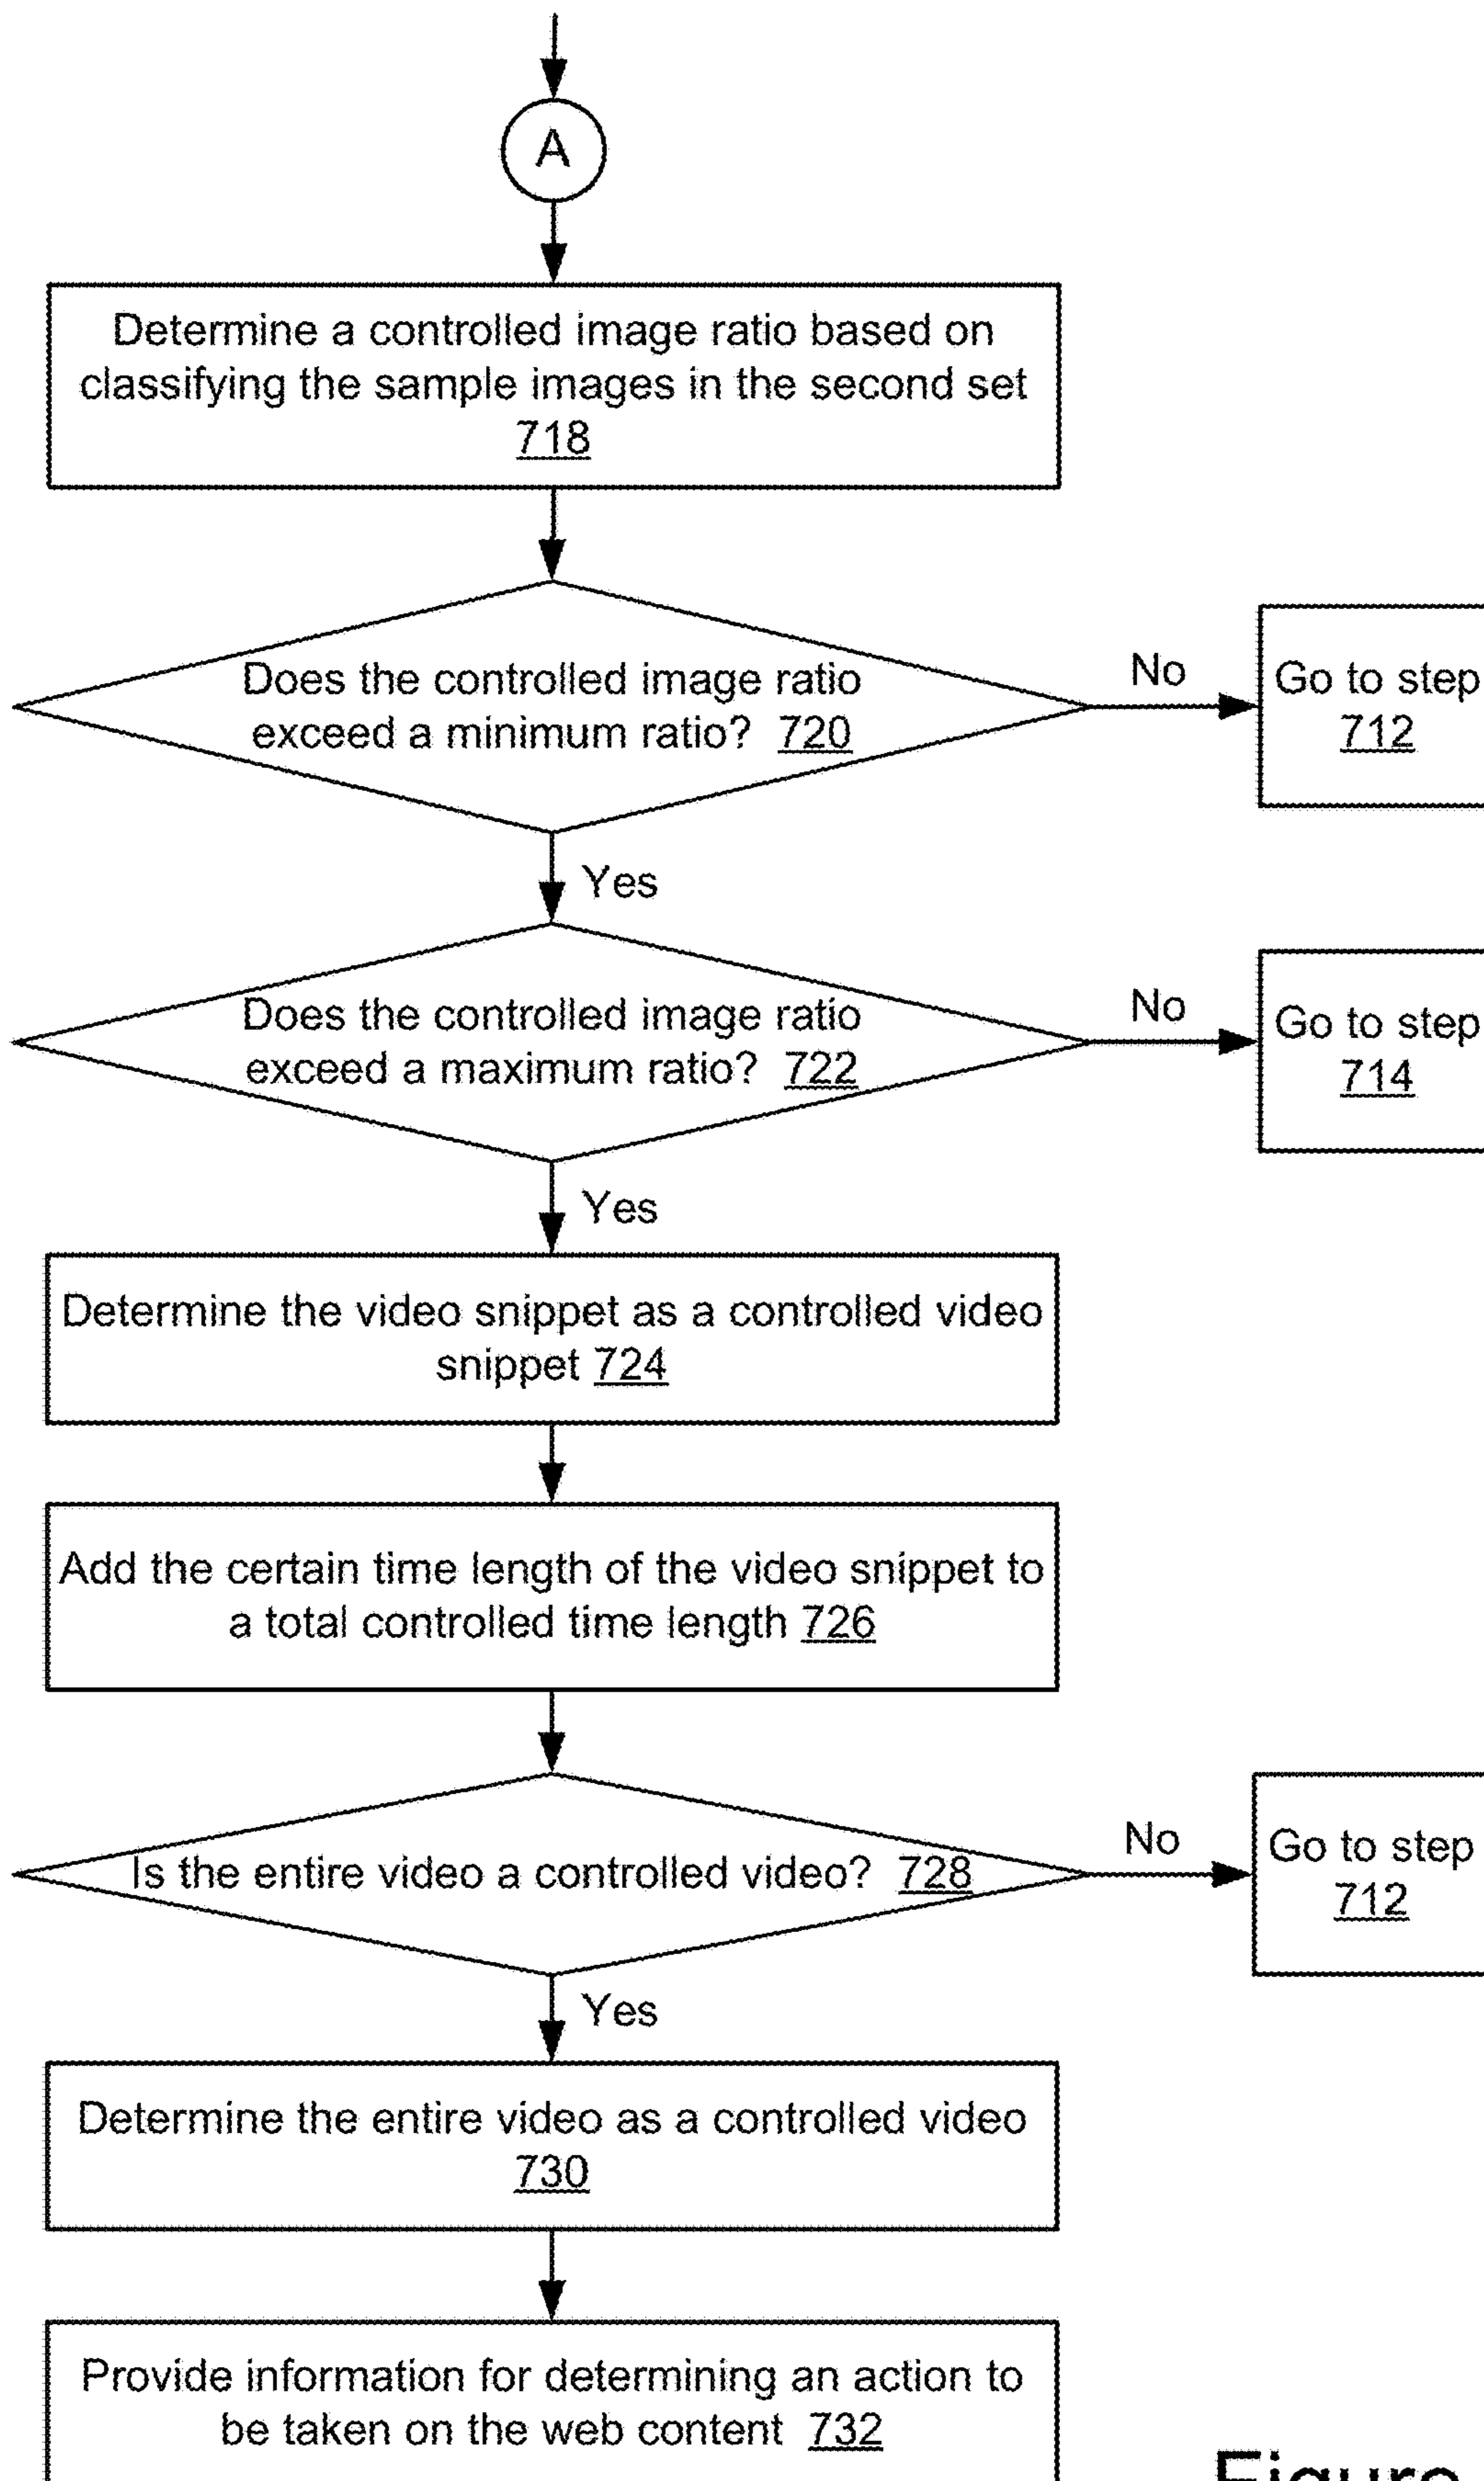 A
Determine a controlled image ratio based on
classifying the sample images in the second set
718
Does the controlled image ratio
exceed a minimum ratio? 720
No
Go to step
712
Yes
Does the controlled image ratio
exceed a maximum ratio? 722
No
Go to step
714
Yes
Determine the video snippet as a controlled video
snippet 724
Add the certain time length of the video snippet to
a total controlled time length 726
Is the entire video a controlled video? 728
No
Go to step
712
Yes
Determine the entire video as a controlled video
730
Provide information for determining an action to
be taken on the web content 732
Figure